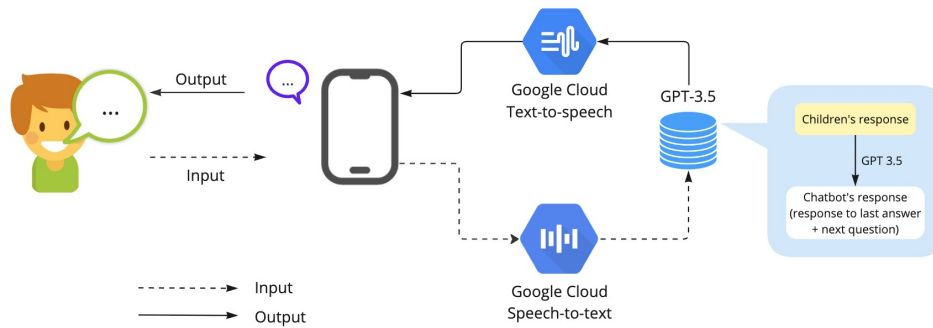 Output
...
...
Input
Google Cloud
Text-to-speech
GPT-3.5
Children's response
GPT 3.5
Chatbot's response
(response to last answer
+ next question)
Google Cloud
Speech-to-text
Input
Output